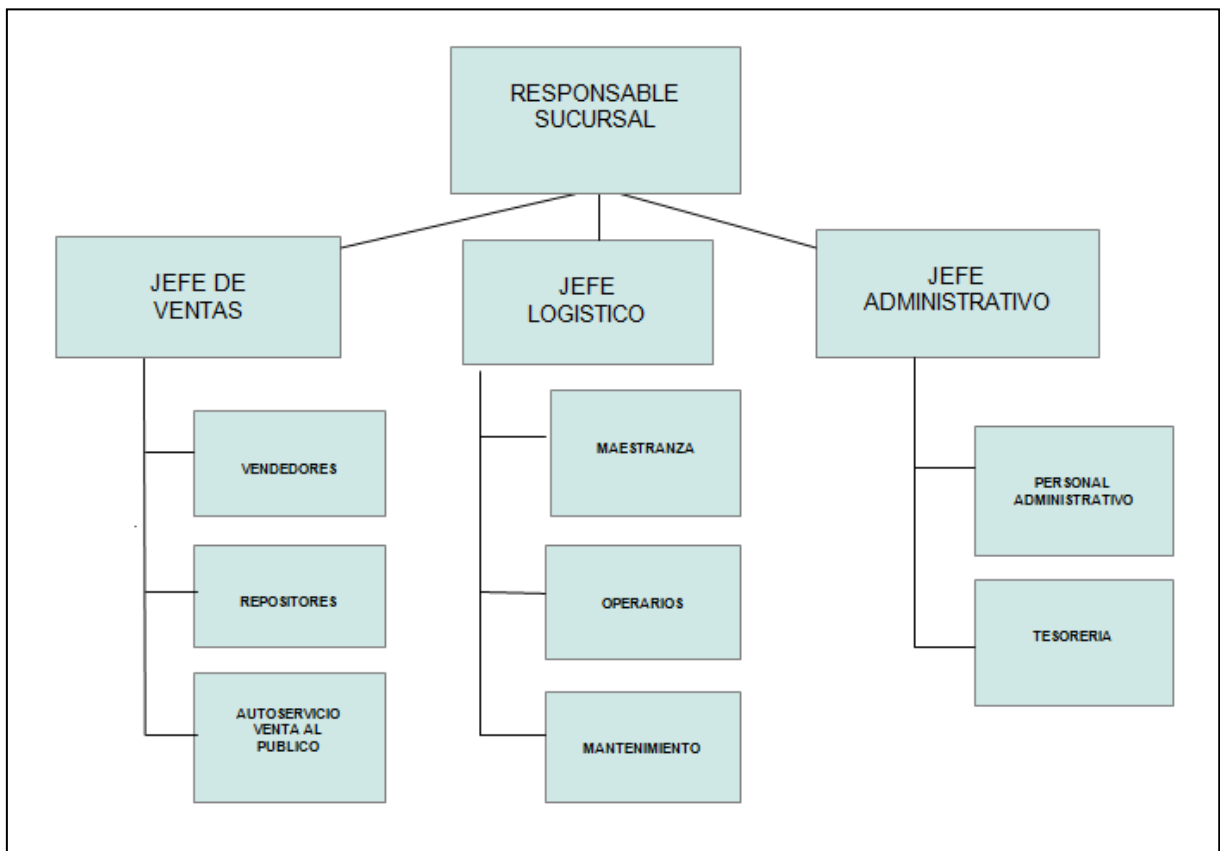 RESPONSABLE
SUCURSAL
JEFE DE
VENTAS
JEFE
LOGISTICO
JEFE
ADMINISTRATIVO
VENDEDORES
REPOSITORES
AUTOSERVICIO
VENTA AL
PUBLICO
MAESTRANZA
OPERARIOS
MANTENIMIENTO
PERSONAL
ADMINISTRATIVO
TESORERIA